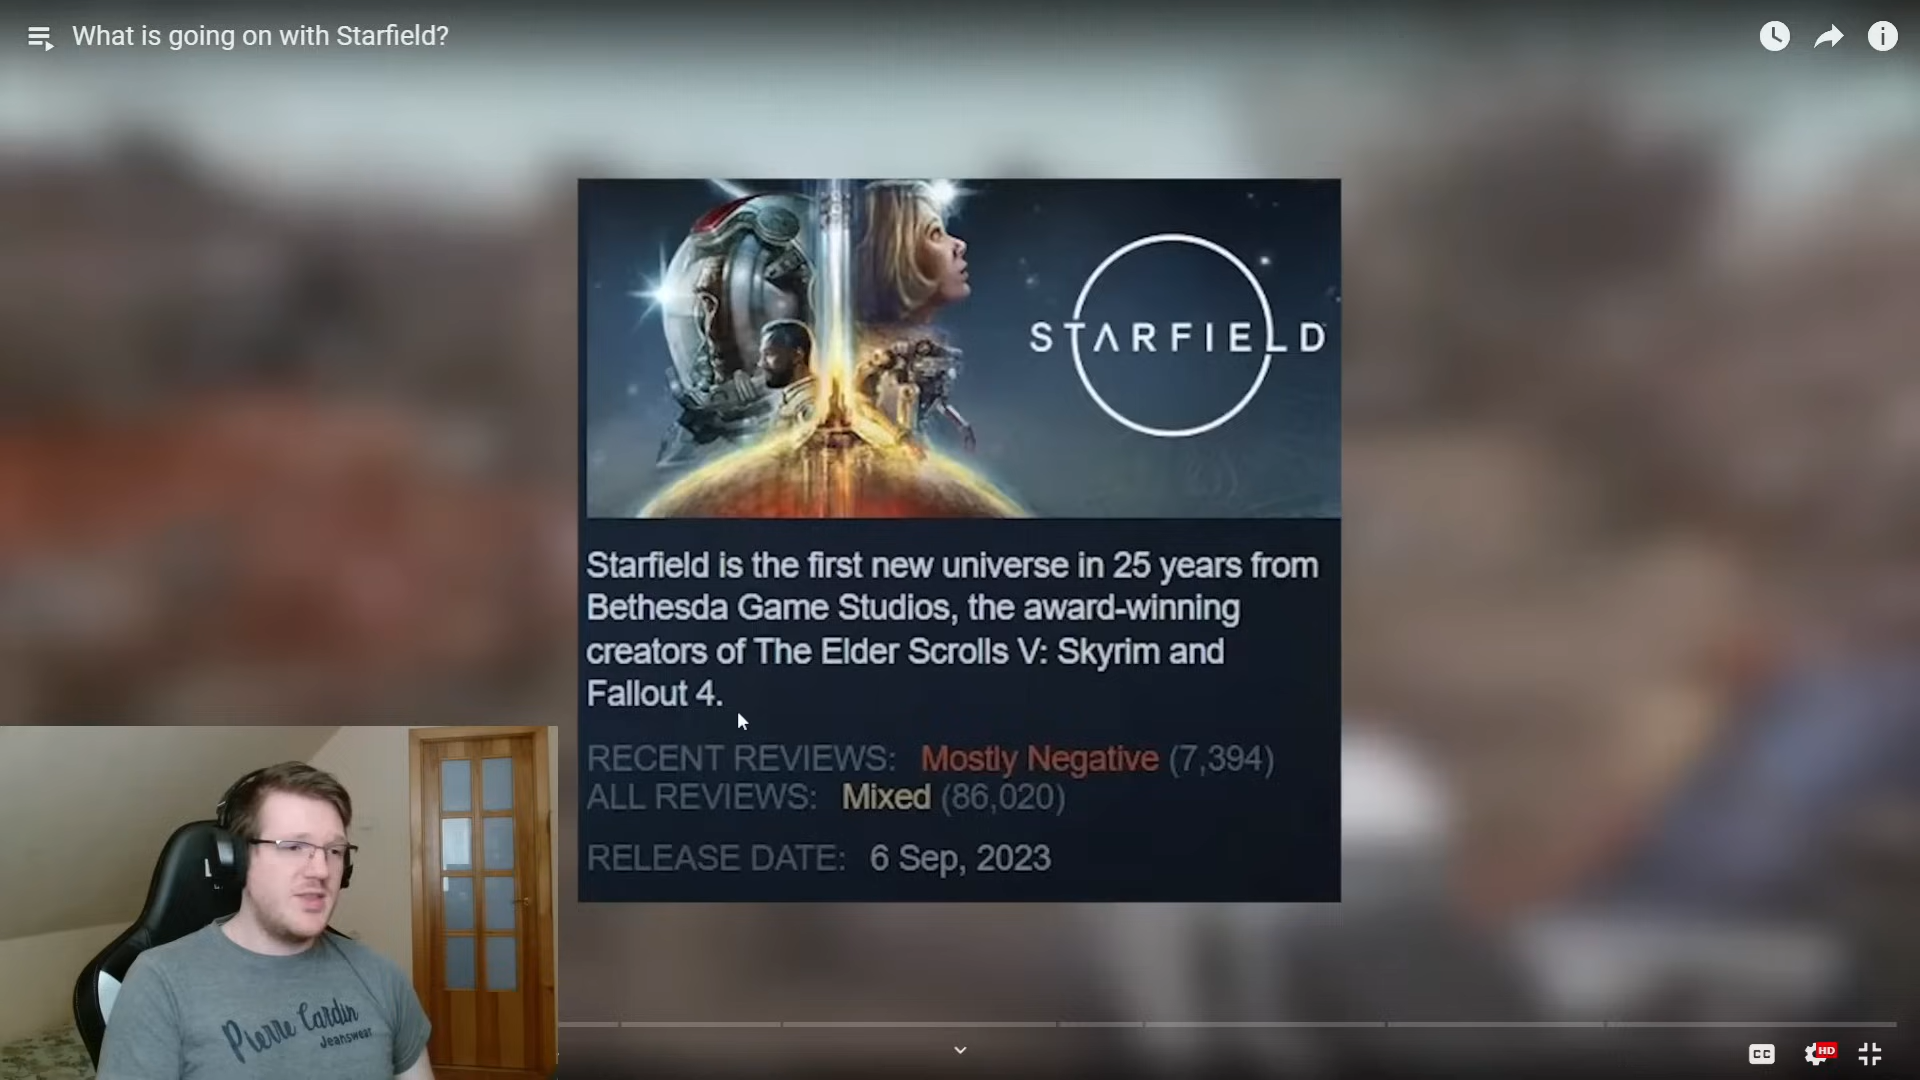 What is going on with Starfield?
STARFIELD
Starfield is the first new universe in 25 years from
Bethesda Game Studios, the award-winning
creators of The Elder Scrolls V: Skyrim and
Fallout 4.
RECENT REVIEWS: Mostly Negative (7,394)
ALL REVIEWS: Mixed (86,020)
RELEASE DATE: 6 Sep, 2023
Pierre Cardin
Jeanswear
CC
HD